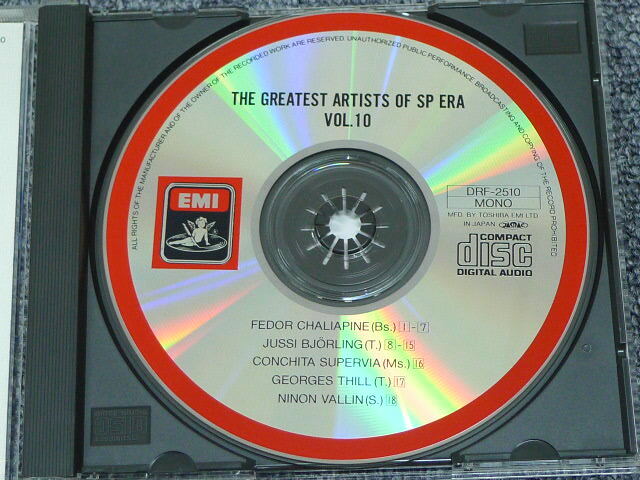 ALL RIGHTS OF THE MANUFACTURER AND OF THE OWNER OF THE RECORDED WORK ARE RESERVED. UNAUTHORIZED PUBLIC PERFORMANCE, BROADCASTING AND COPYING OF THE RECORD PROHIBITED
THE GREATEST ARTISTS OF SP ERA
VOL.10
EMI
DRF-2510
MONO
MFD. BY TOSHIBA EMI LTD
IN JAPAN JASRAC
COMPACT
disc
DIGITAL AUDIO
FEDOR CHALIAPINE (Bs.) 1-7
JUSSI BJÖRLING (T.) 8-15
CONCHITA SUPERVIA (Ms.) 16
GEORGES THILL (T.) 17
NINON VALLIN (S.) 18